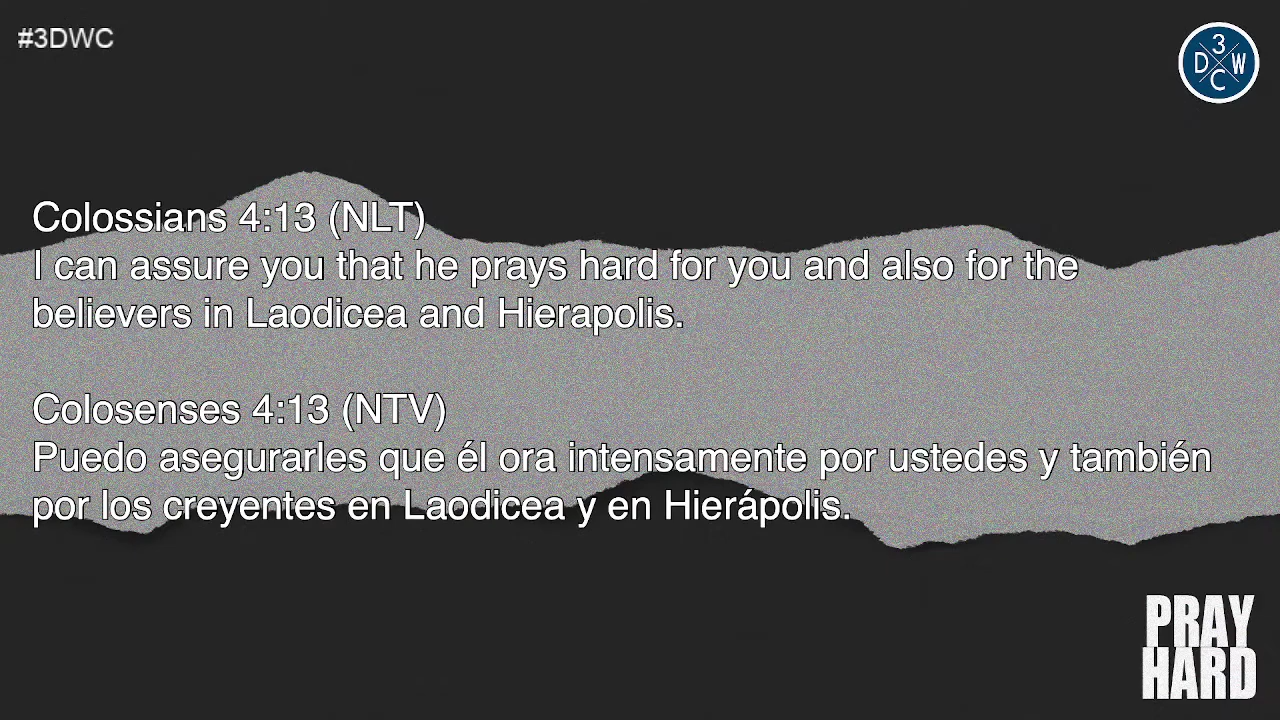 #3DWC
3
D W
C
Colossians 4:13 (NLT)
I can assure you that he prays hard for you and also for the
believers in Laodicea and Hierapolis.
Colosenses 4:13 (NTV)
Puedo asegurarles que él ora intensamente por ustedes y también
por los creyentes en Laodicea y en Hierápolis.
PRAY
HARD